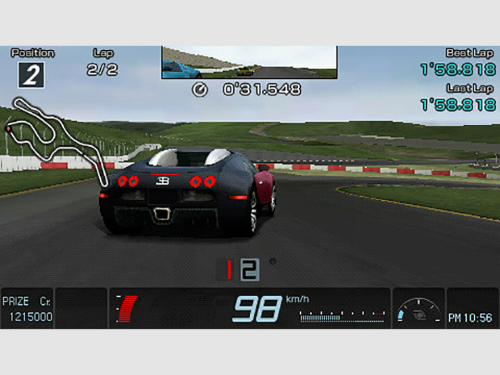 Position Lap Best Lap
2 2/2 1'58.818
Last Lap
0'31.548 1'58.818
EB
2
PRIZE Cr.
1215000
98 km/h
PM 10:56